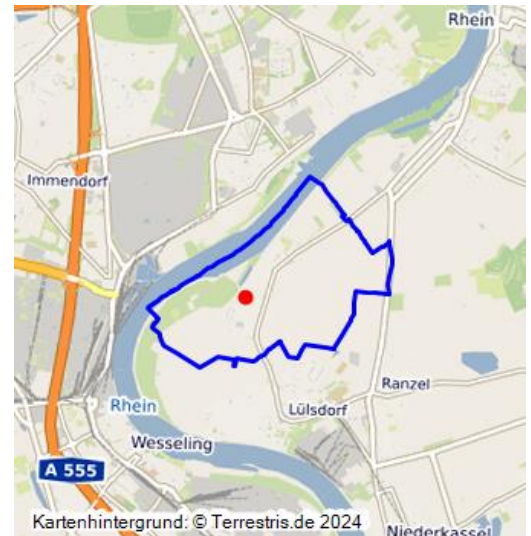 Rhein
Immendorf
Ranzel
Rhein
Lülsdorf
Wesseling
A 555
Kartenhintergrund: © Terrestris.de 2024
Niederkassel